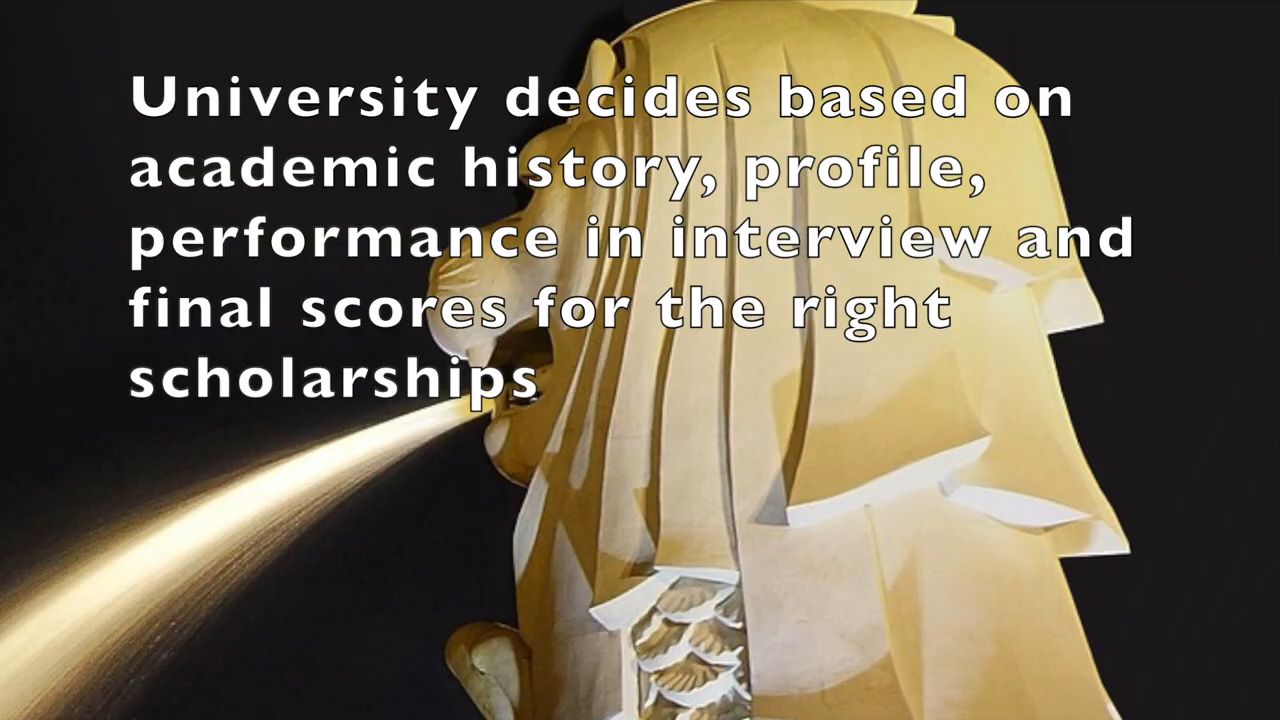 University decides based on
academic history, profile,
performance in interview and
final scores for the right
scholarships